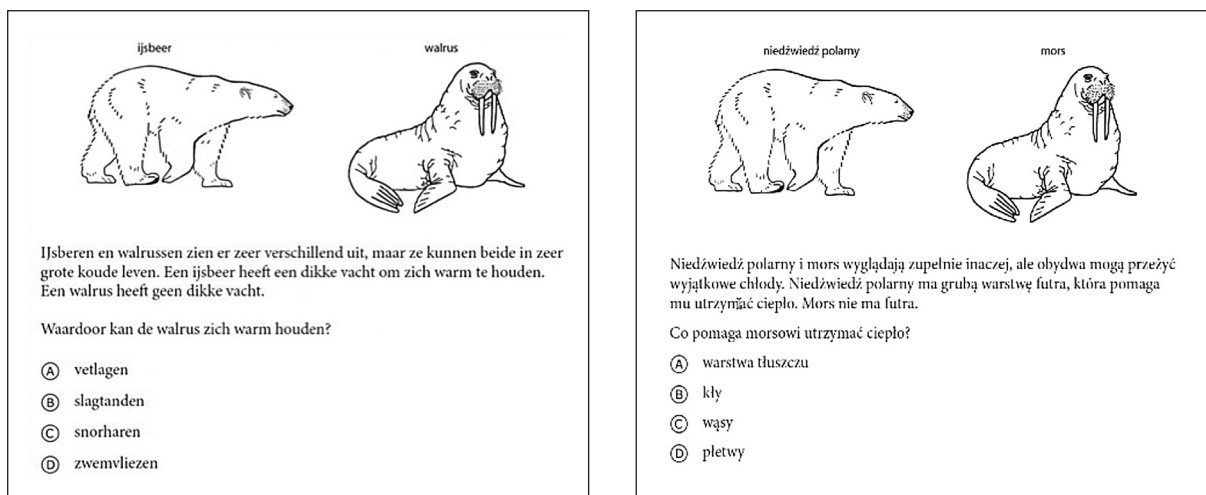 ijsbeer
walrus
IJsberen en walrussen zien er zeer verschillend uit, maar ze kunnen beide in zeer
grote koude leven. Een ijsbeer heeft een dikke vacht om zich warm te houden.
Een walrus heeft geen dikke vacht.
Waardoor kan de walrus zich warm houden?
A vetlagen
B slagtanden
C snorharen
D zwemvliezen
niedźwiedź polarny
mors
Niedźwiedź polarny i mors wyglądają zupełnie inaczej, ale obydwa mogą przeżyć
wyjątkowe chłody. Niedźwiedź polarny ma grubą warstwę futra, która pomaga
mu utrzymać ciepło. Mors nie ma futra.
Co pomaga morsowi utrzymać ciepło?
A warstwa tłuszczu
B kły
C wąsy
D płetwy